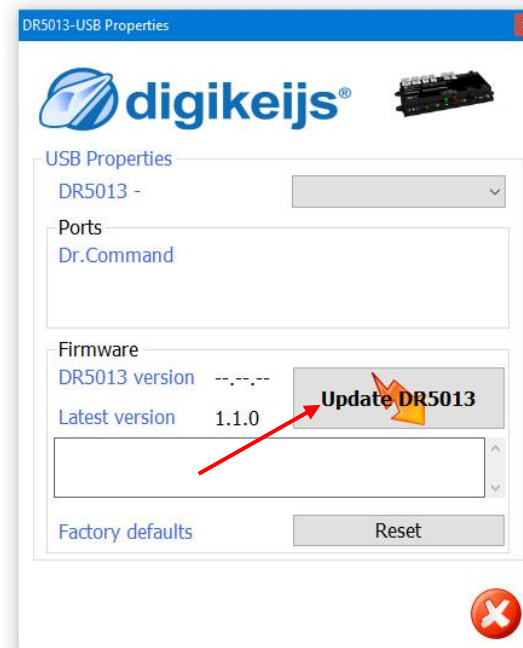 DR5013-USB Properties
digikeijs®
USB Properties
DR5013 -
Ports
Dr.Command
Firmware
DR5013 version --.--.--
Update DR5013
Latest version 1.1.0
Factory defaults Reset